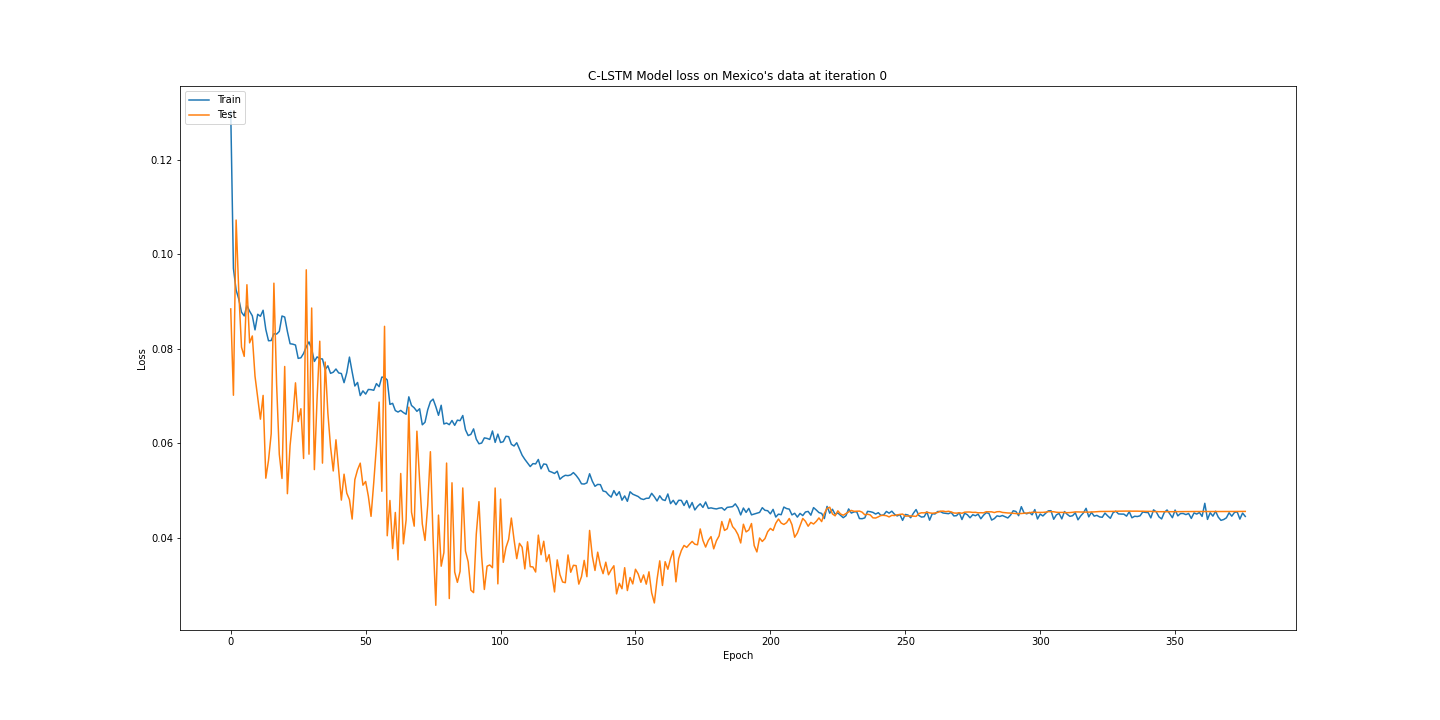 C-LSTM Model loss on Mexico's data at iteration 0
Train
Test
0.12
0.10
0.08
0.06
0.04
Loss
0 50 100 150 200 250 300 350
Epoch